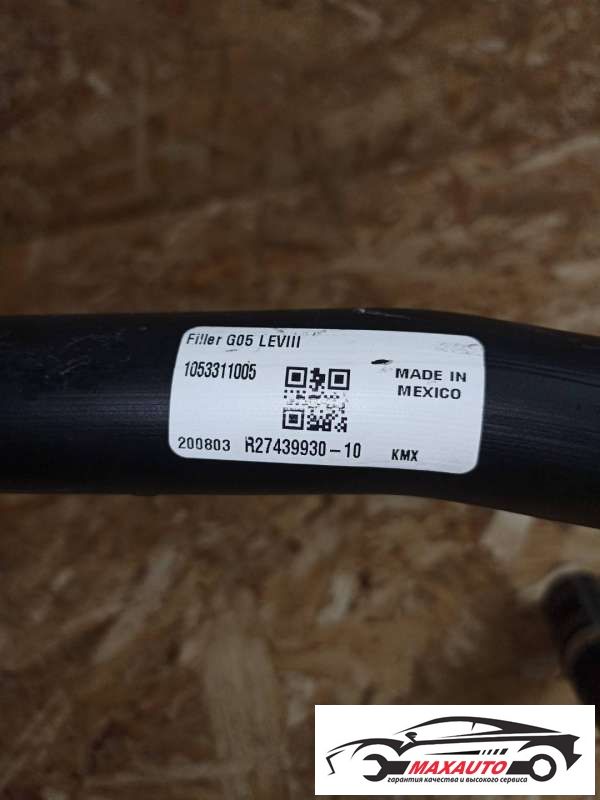 Filler G05 LEVIII
1053311005
MADE IN
MEXICO
200803 R27439930-10 KMX
MAXAUTO
гарантия качества и высокого сервиса